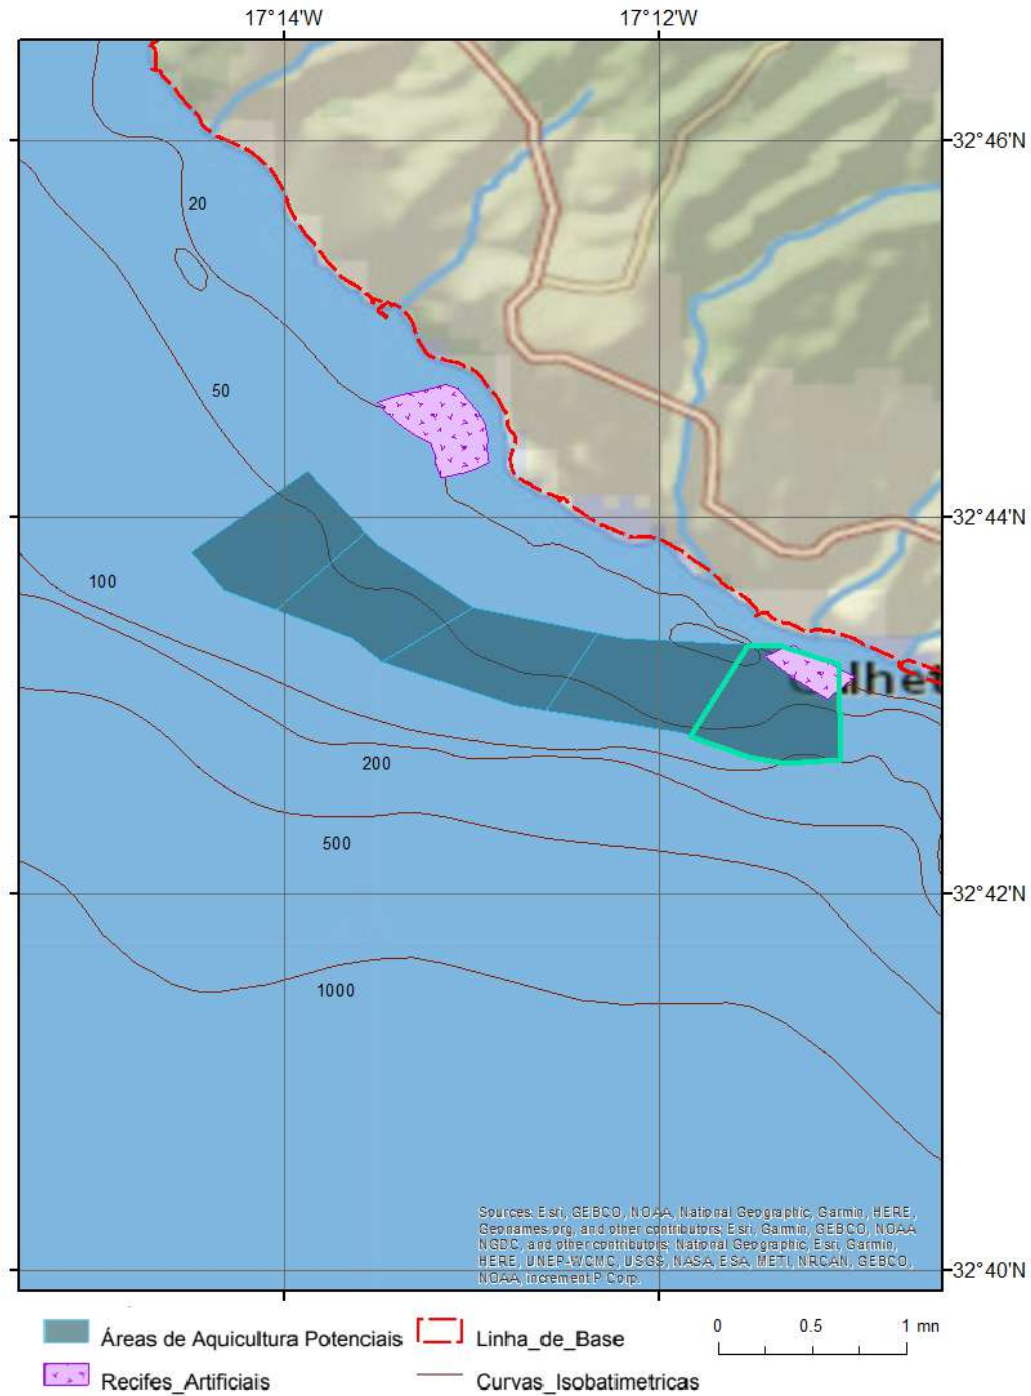 17°14'W 17°12'W
32°46'N
20
50
32°44'N
100
200
500
32°42'N
1000
Sources: Esri, GEBCO, NOAA, National Geographic, Garmin, HERE,
Geonames.org, and other contributors; Esri, Garmin, GEBCO, NOAA
NGDC, and other contributors; National Geographic, Esri, Garmin,
HERE, UNEP-WCMC, USGS, NASA, ESA, METI, NRCAN, GEBCO,
NOAA, increment P Corp.
32°40'N
Áreas de Aquicultura Potenciais Linha_de_Base 0 0.5 1 mn
Recifes_Artificiais Curvas_Isobatimetricas